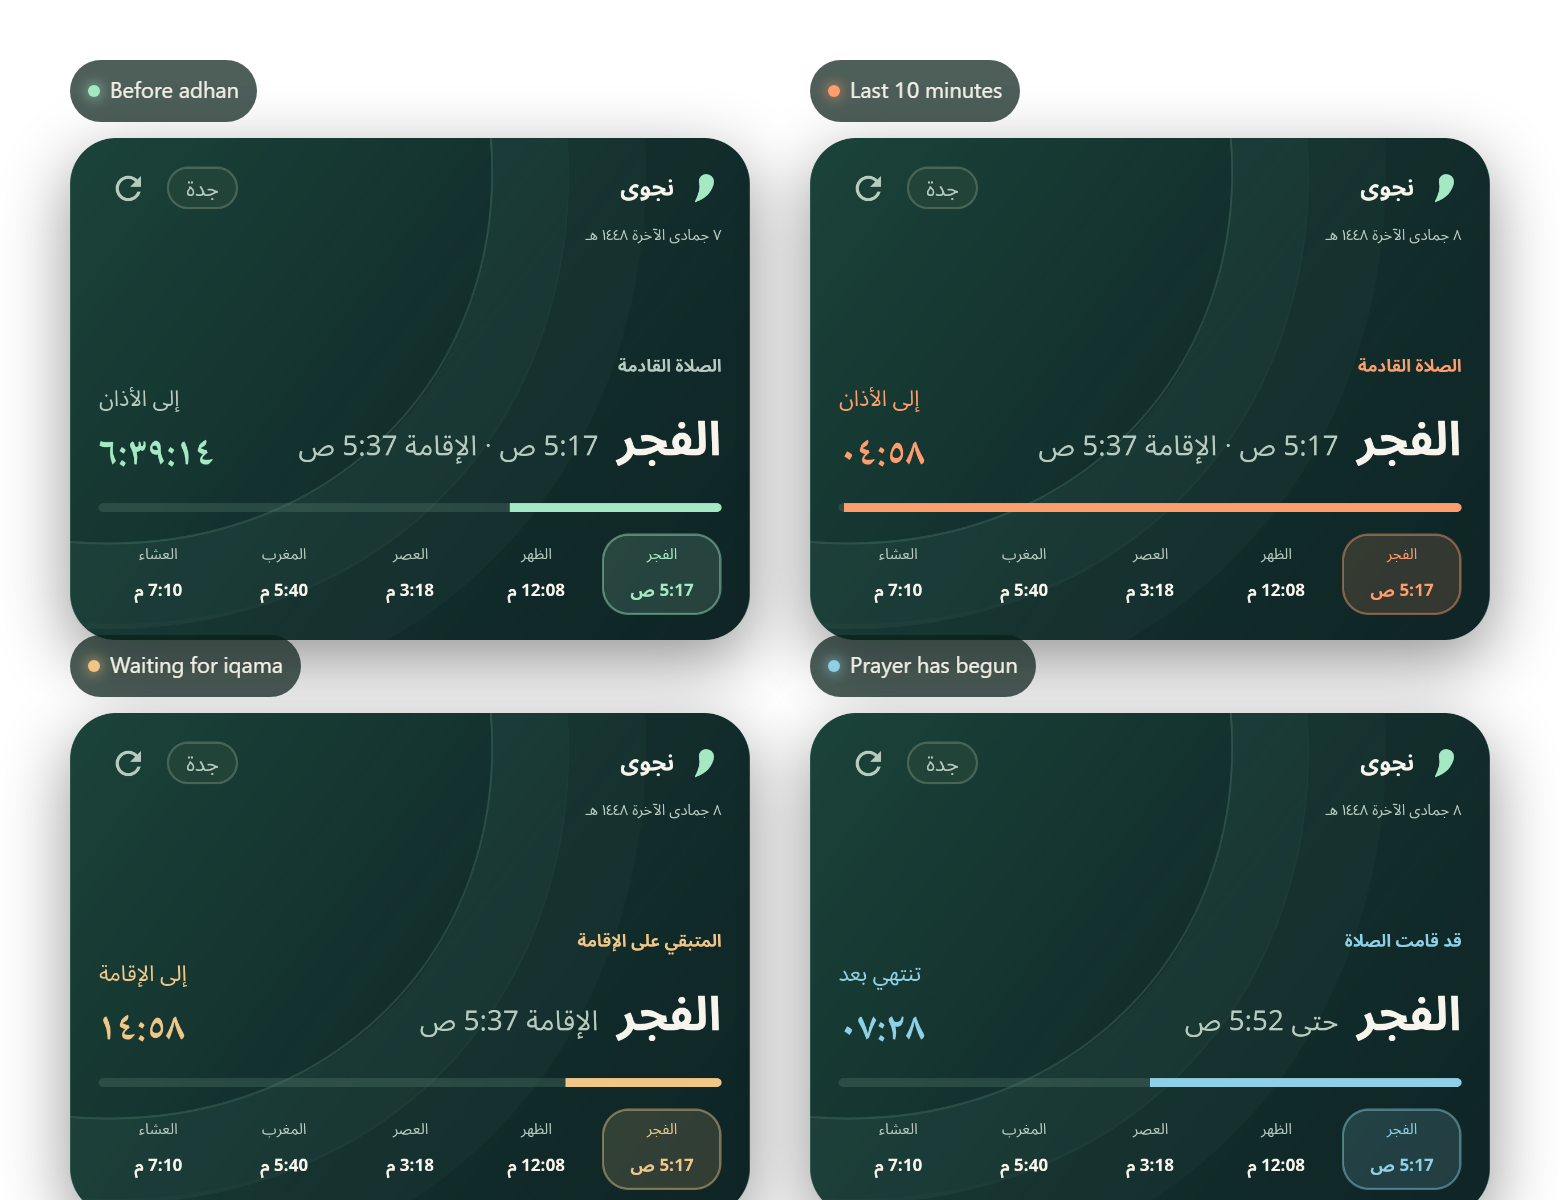 Before adhan
نجوى
جدة
٧ جمادى الآخرة ١٤٤٨ هـ
الصلاة القادمة
إلى الأذان
الفجر 5:17 ص · الإقامة 5:37 ص
٦:٣٩:١٤
الفجر الظهر العصر المغرب العشاء
5:17 ص 12:08 م 3:18 م 5:40 م 7:10 م
Last 10 minutes
نجوى
جدة
٨ جمادى الآخرة ١٤٤٨ هـ
الصلاة القادمة
إلى الأذان
الفجر 5:17 ص · الإقامة 5:37 ص
٠٤:٥٨
الفجر الظهر العصر المغرب العشاء
5:17 ص 12:08 م 3:18 م 5:40 م 7:10 م
Waiting for iqama
نجوى
جدة
٨ جمادى الآخرة ١٤٤٨ هـ
المتبقي على الإقامة
إلى الإقامة
الفجر الإقامة 5:37 ص
١٤:٥٨
الفجر الظهر العصر المغرب العشاء
5:17 ص 12:08 م 3:18 م 5:40 م 7:10 م
Prayer has begun
نجوى
جدة
٨ جمادى الآخرة ١٤٤٨ هـ
قد قامت الصلاة
تنتهي بعد
الفجر حتى 5:52 ص
٠٧:٢٨
الفجر الظهر العصر المغرب العشاء
5:17 ص 12:08 م 3:18 م 5:40 م 7:10 م